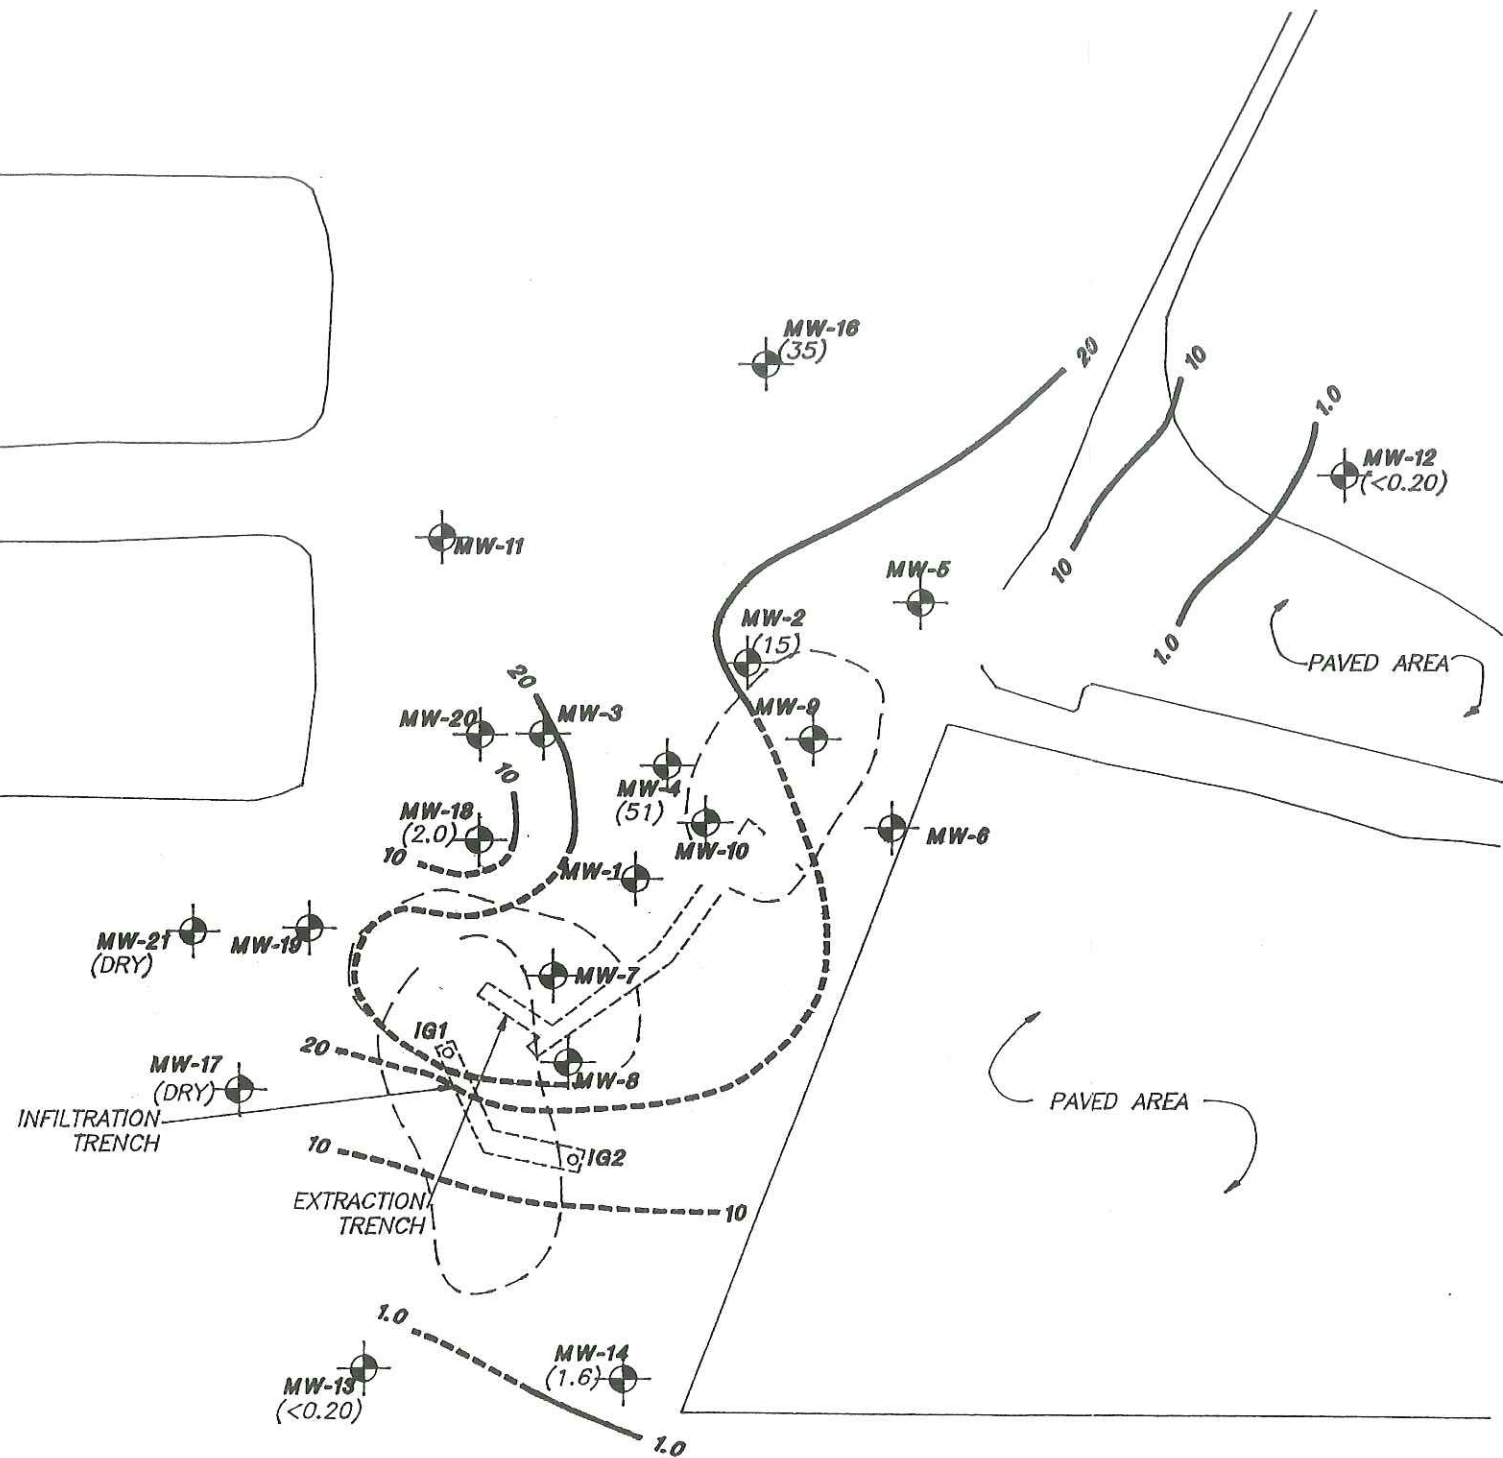 MW-16
(35)
20
10
1.0
MW-12
(<0.20)
MW-11
MW-5
10
MW-2
(15)
1.0
PAVED AREA
20
MW-20
MW-3
MW-9
10
MW-4
(51)
MW-18
(2.0)
MW-6
MW-10
10
MW-1
MW-21
(DRY)
MW-19
MW-7
IG1
20
MW-17
(DRY)
MW-8
PAVED AREA
INFILTRATION
TRENCH
10
IG2
EXTRACTION
TRENCH
10
1.0
MW-14
(1.6)
MW-13
(<0.20)
1.0